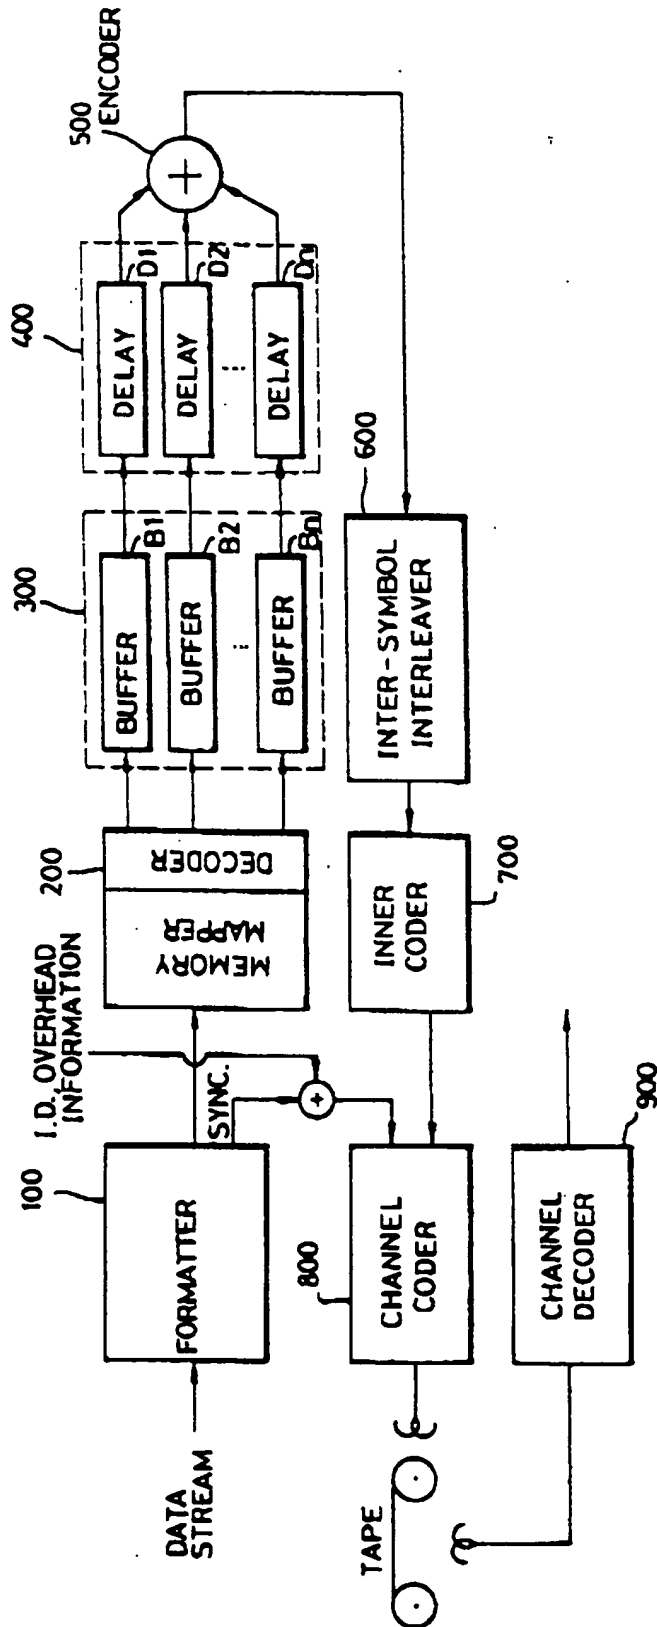 DATA
STREAM
100
FORMATTER
I.D., OVERHEAD
INFORMATION
SYNC.
200
MEMORY
MAPPER
DECODER
300
BUFFER
B1
BUFFER
B2
BUFFER
Bn
400
DELAY
D1
DELAY
D2
DELAY
Dn
500
ENCODER
TAPE
800
CHANNEL
CODER
INNER
CODER
700
600
INTER-SYMBOL
INTERLEAVER
CHANNEL
DECODER
900